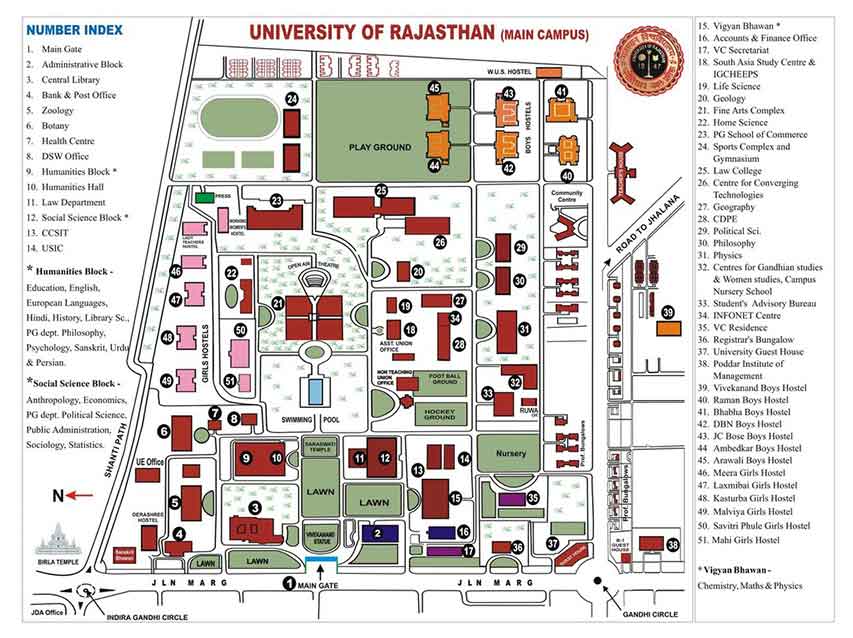 UNIVERSITY OF RAJASTHAN (MAIN CAMPUS)
NUMBER INDEX
1. Main Gate
2. Administrative Block
3. Central Library
4. Bank & Post Office
5. Zoology
6. Botany
7. Health Centre
8. DSW Office
9. Humanities Block *
10. Humanities Hall
11. Law Department
12. Social Science Block *
13. CCSIT
14. USIC
* Humanities Block -
Education, English,
European Languages,
Hindi, History, Library Sc.,
PG dept. Philosophy,
Psychology, Sanskrit, Urdu
& Persian.
*Social Science Block -
Anthropology, Economics,
PG dept. Political Science,
Public Administration,
Sociology, Statistics.
15. Vigyan Bhawan *
16. Accounts & Finance Office
17. VC Secretariat
18. South Asia Study Centre &
IGCHEEPS
19. Life Science
20. Geology
21. Fine Arts Complex
22. Home Science
23. PG School of Commerce
24. Sports Complex and
Gymnasium
25. Law College
26. Centre for Converging
Technologies
27. Geography
28. CDPE
29. Political Sci.
30. Philosophy
31. Physics
32. Centres for Gandhian studies
& Women studies, Campus
Nursery School
33. Student's Advisory Bureau
34. INFONET Centre
35. VC Residence
36. Registrar's Bungalow
37. University Guest House
38. Poddar Institute of
Management
39. Vivekanand Boys Hostel
40. Raman Boys Hostel
41. Bhabha Boys Hostel
42. DBN Boys Hostel
43. JC Bose Boys Hostel
44 Ambedkar Boys Hostel
45. Arawali Boys Hostel
46. Meera Girls Hostel
47. Laxmibai Girls Hostel
48. Kasturba Girls Hostel
49. Malviya Girls Hostel
50. Savitri Phule Girls Hostel
51. Mahi Girls Hostel
* Vigyan Bhawan -
Chemistry, Maths & Physics
W.U.S. HOSTEL
45
43
41
24
PLAY GROUND
BOYS HOSTELS
44
42
40
TEACHER'S HOSTEL
PRESS
23
WORKING WOMEN'S HOSTEL
LADY TEACHERS HOSTEL
25
Community
Centre
ROAD TO JHALANA
26
29
46
22
OPEN AIR THEATRE
20
30
47
21
19
27
34
31
39
48
GIRLS HOSTELS
50
18
28
ASST. UNION
OFFICE
49
51
NON TEACHING
UNION
OFFICE
FOOT BALL
GROUND
32
33
RUWA
SWIMMING POOL
HOCKEY
GROUND
7
8
6
SHANTI PATH
SARASWATI
TEMPLE
Nursery
Prof. Bungalows
UE Office
9
10
11
12
13
14
N
5
LAWN
LAWN
15
35
Prof. Bungalows
DERASHREE
HOSTEL
3
VIVEKANAND
STATUE
2
16
37
BIRLA TEMPLE
Sanskrit
Bhawan
4
LAWN
LAWN
17
36
GUEST HOUSE
B-1
GUEST
HOUSE
38
JLN MARG
1 MAIN GATE
JLN MARG
JDA Office
INDIRA GANDHI CIRCLE
GANDHI CIRCLE